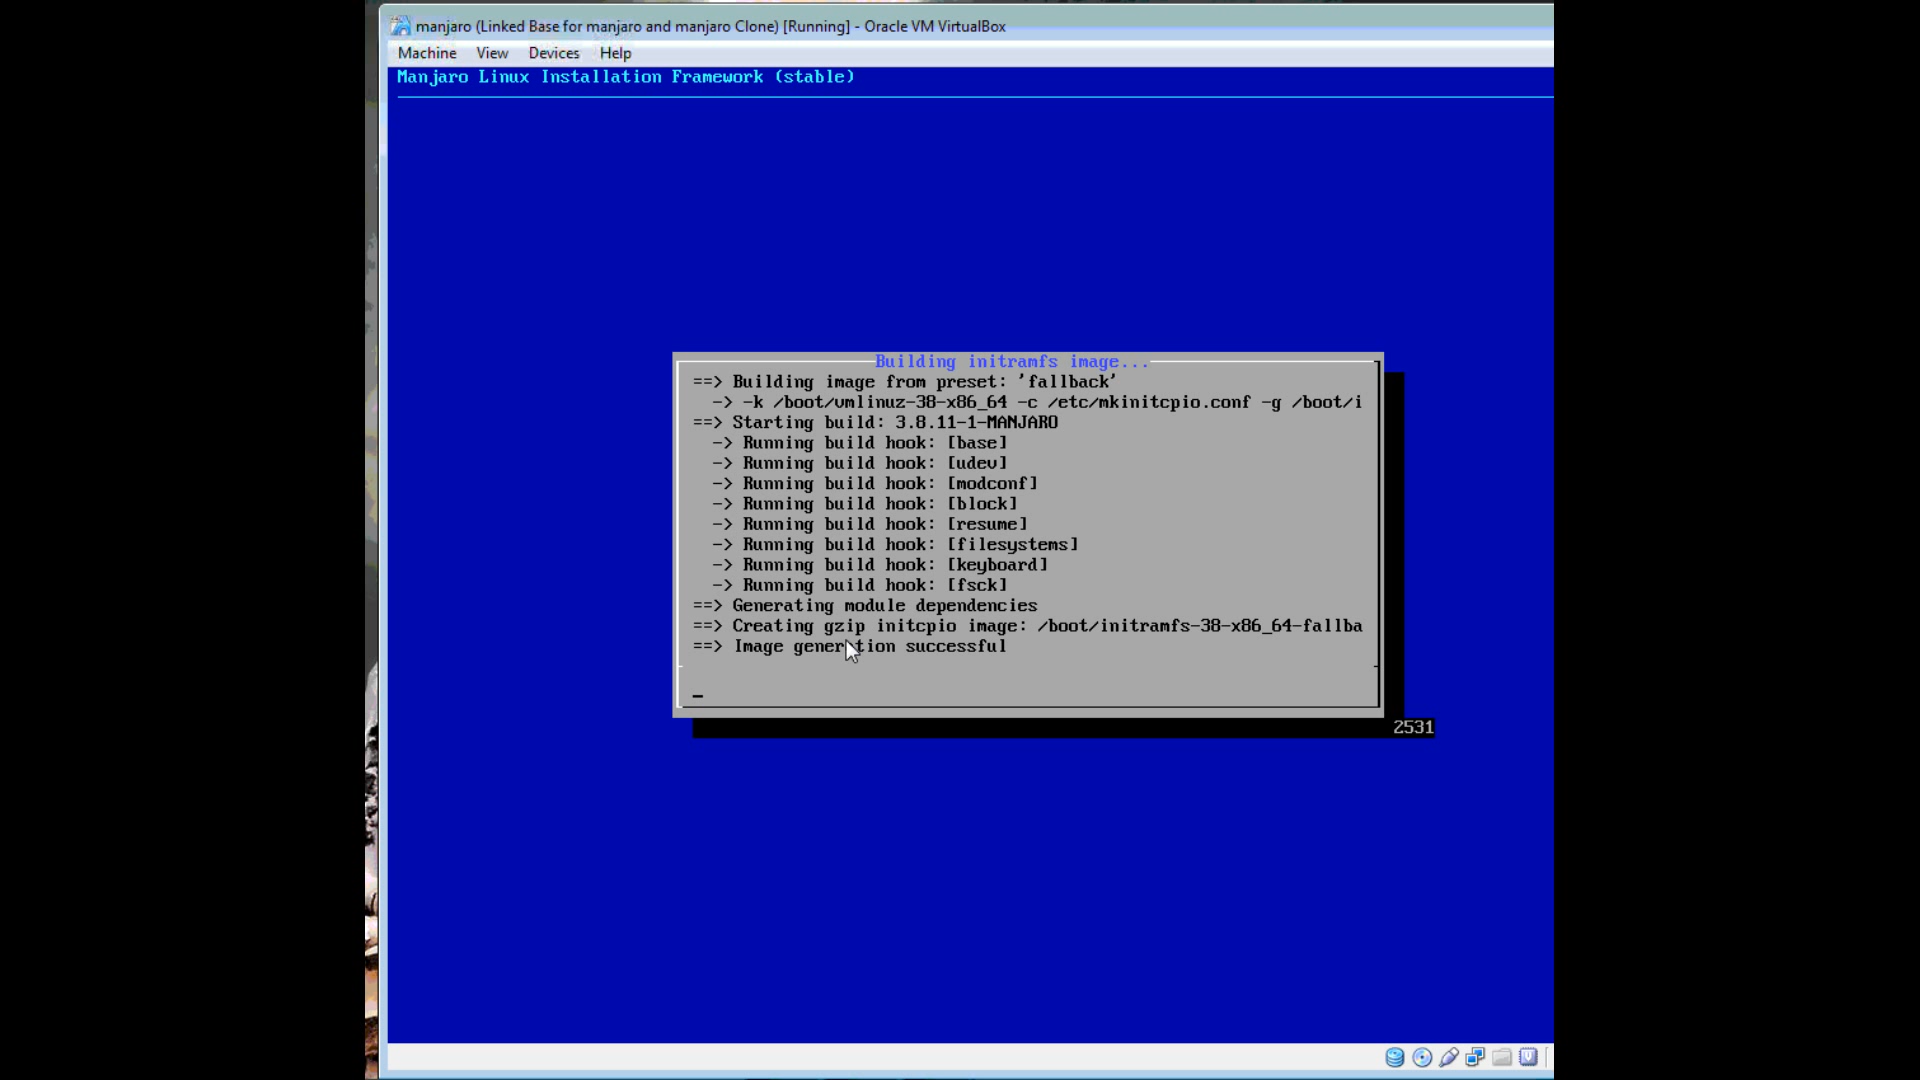 manjaro (Linked Base for manjaro and manjaro Clone) [Running] - Oracle VM VirtualBox
Machine View Devices Help
Manjaro Linux Installation Framework (stable)
Building initramfs image...
==> Building image from preset: 'fallback'
-> -k /boot/vmlinuz-38-x86_64 -c /etc/mkinitcpio.conf -g /boot/i
==> Starting build: 3.8.11-1-MANJARO
-> Running build hook: [base]
-> Running build hook: [udev]
-> Running build hook: [modconf]
-> Running build hook: [block]
-> Running build hook: [resume]
-> Running build hook: [filesystems]
-> Running build hook: [keyboard]
-> Running build hook: [fsck]
==> Generating module dependencies
==> Creating gzip initcpio image: /boot/initramfs-38-x86_64-fallba
==> Image generation successful
_
2531